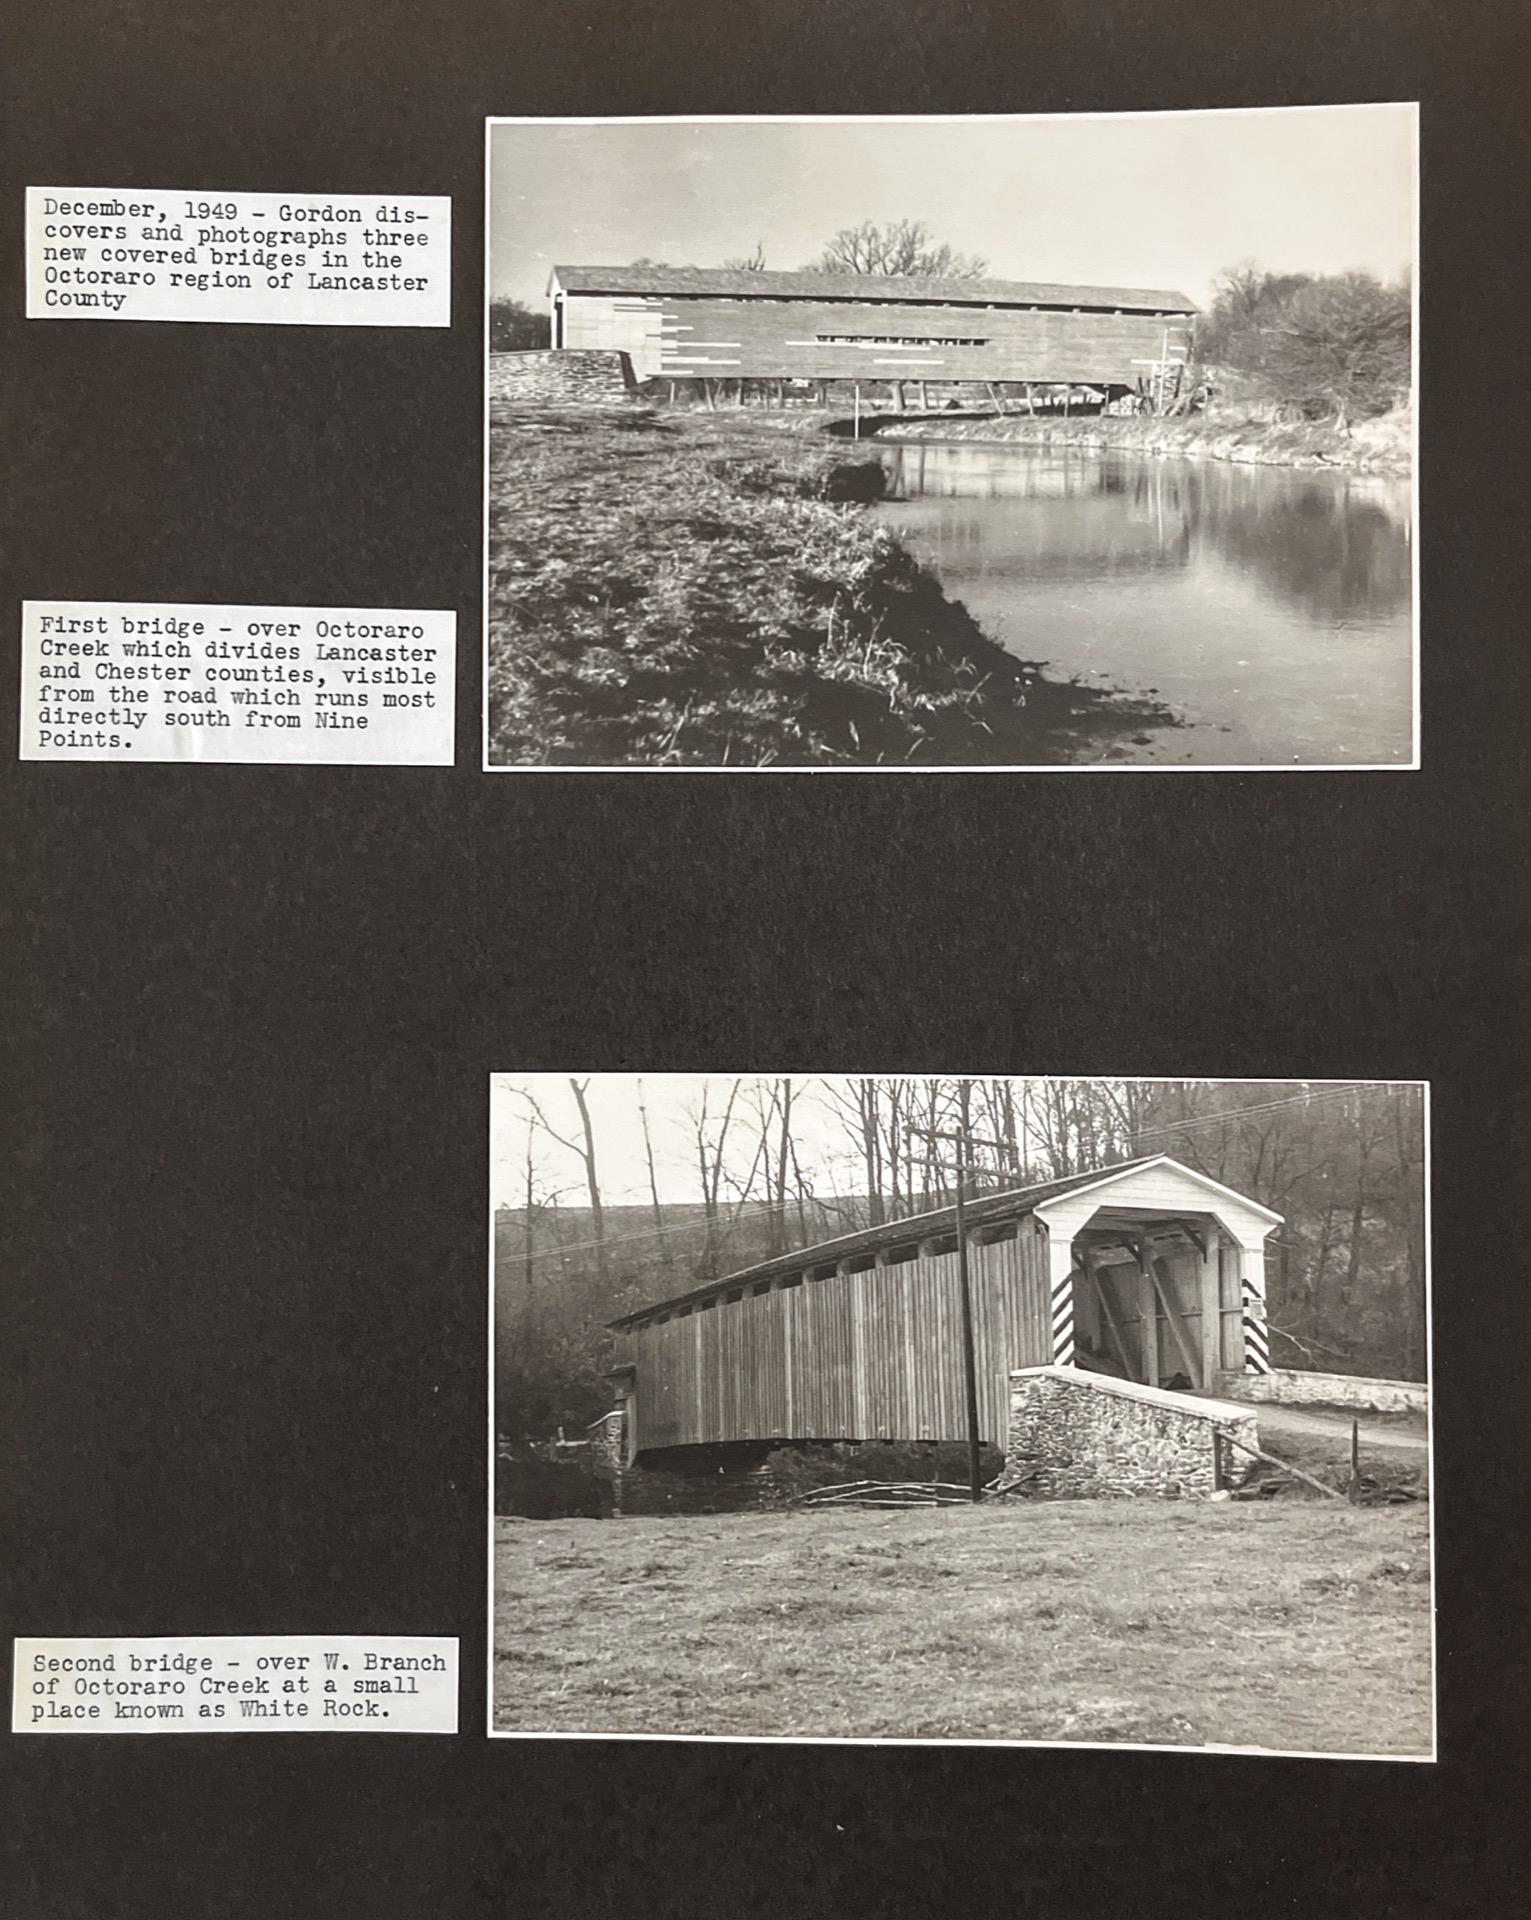 December, 1949 - Gordon dis-
covers and photographs three
new covered bridges in the
Octoraro region of Lancaster
County
First bridge - over Octoraro
Creek which divides Lancaster
and Chester counties, visible
from the road which runs most
directly south from Nine
Points.
Second bridge - over W. Branch
of Octoraro Creek at a small
place known as White Rock.